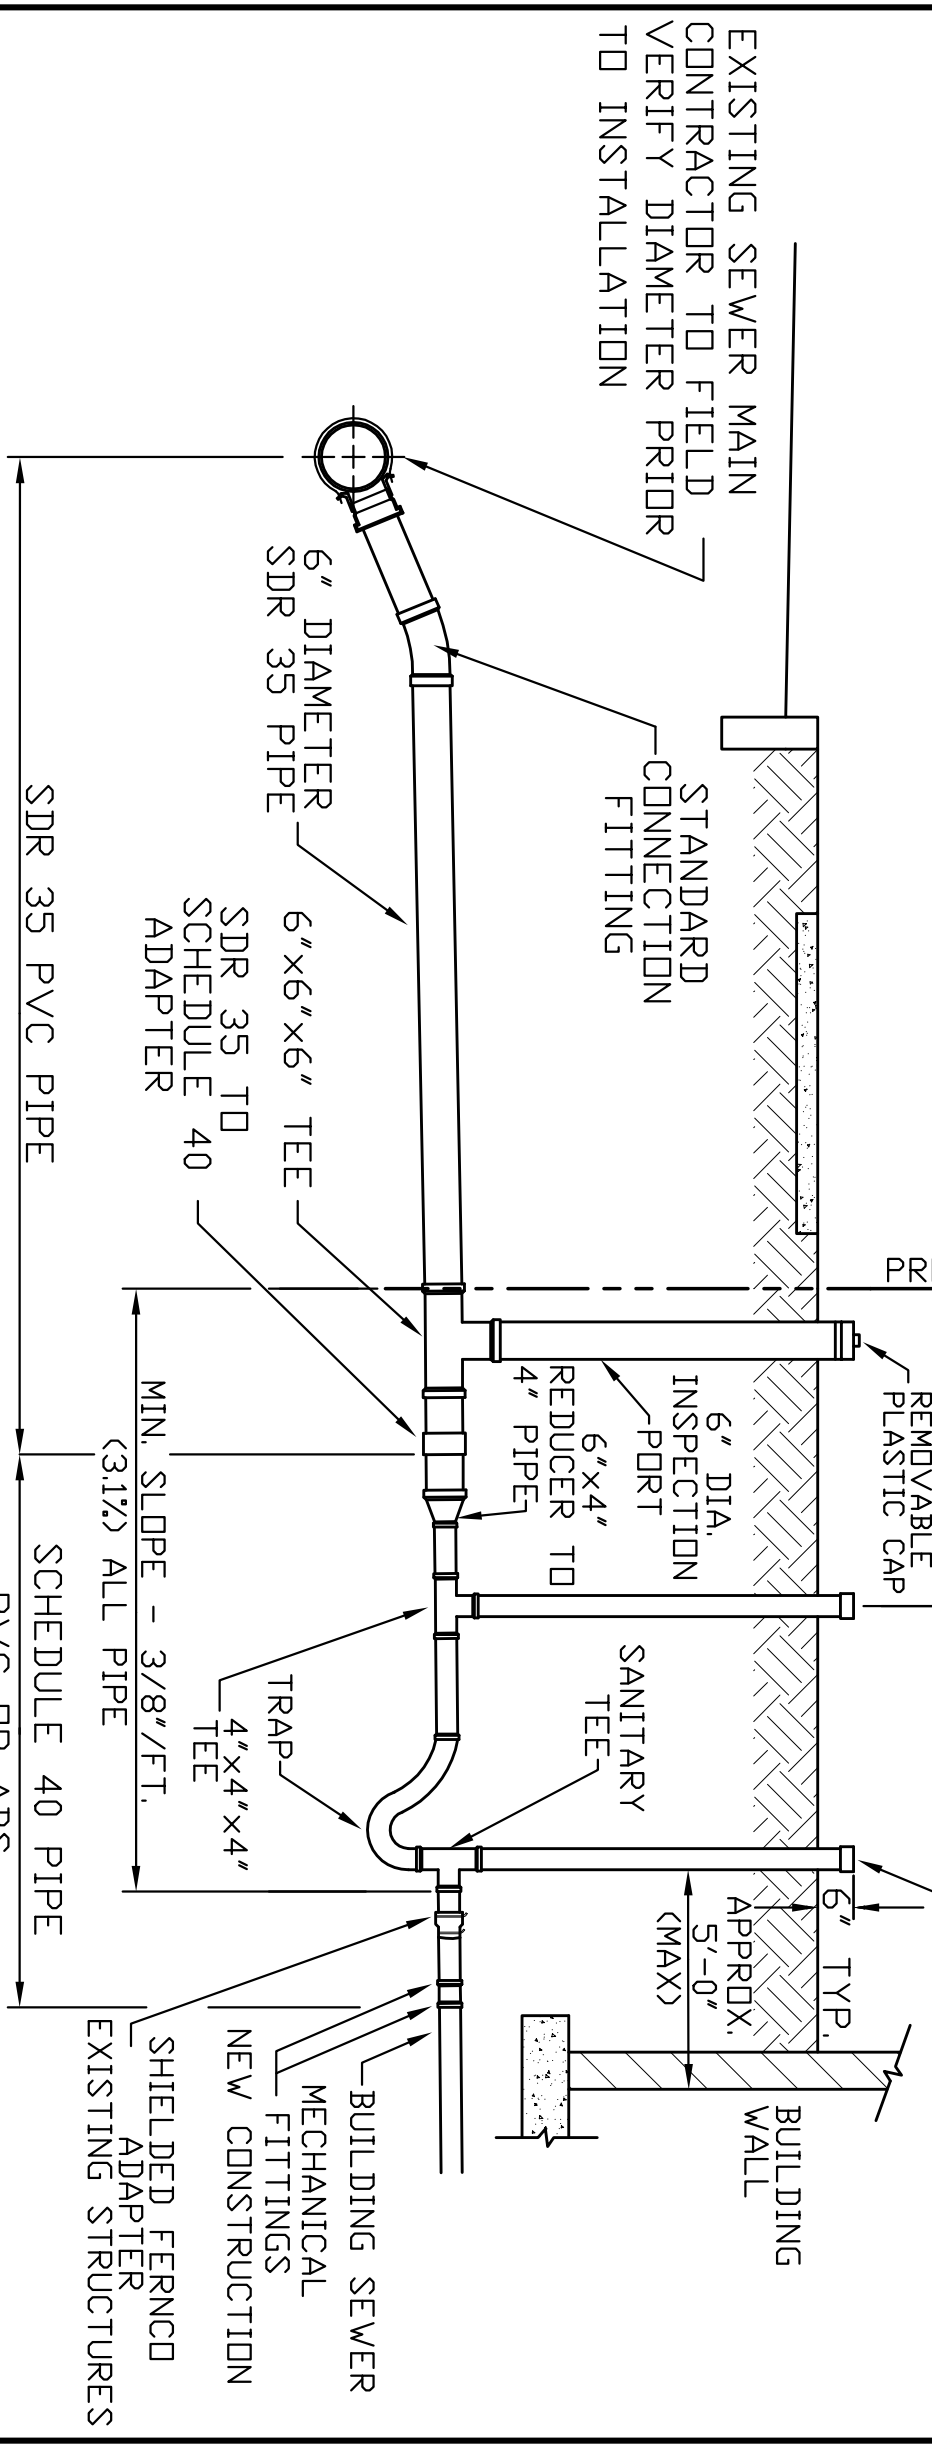 EXISTING SEWER MAIN
CONTRACTOR TO FIELD
VERIFY DIAMETER PRIOR
TO INSTALLATION
STANDARD
CONNECTION
FITTING
6" DIAMETER
SDR 35 PIPE
6"x6"x6" TEE
SDR 35 TO
SCHEDULE 40
ADAPTER
SDR 35 PVC PIPE
REMOVABLE
PLASTIC CAP
6" DIA.
INSPECTION
PORT
6"x4"
REDUCER TO
4" PIPE
MIN. SLOPE - 3/8"/FT.
(3.1%) ALL PIPE
SCHEDULE 40 PIPE
SANITARY
TEE
TRAP
4"x4"x4"
TEE
6" TYP.
APPROX.
5'-0"
(MAX)
BUILDING
WALL
BUILDING SEWER
MECHANICAL
FITTINGS
NEW CONSTRUCTION
SHIELDED FERNCO
ADAPTER
EXISTING STRUCTURES